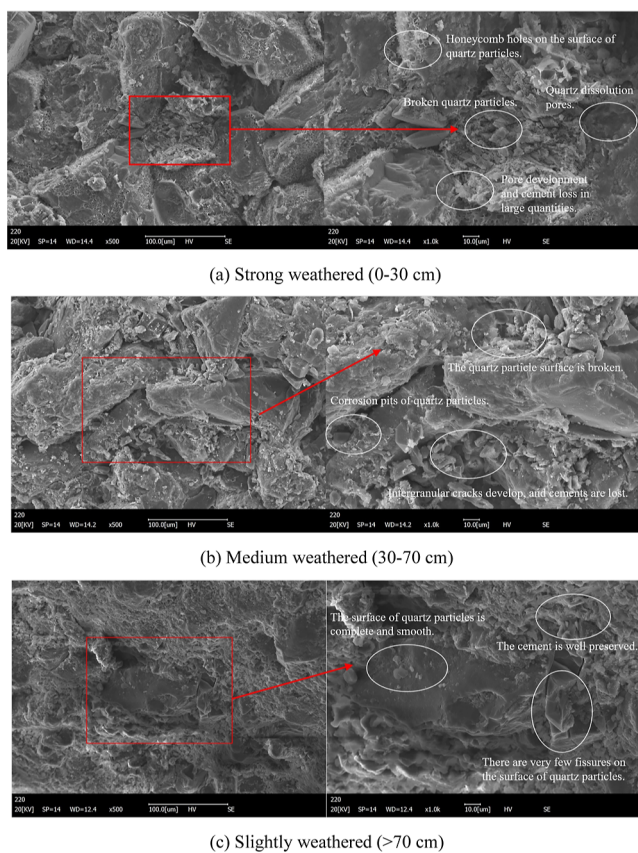 Honeycomb holes on the surface of
quartz particles.
Quartz dissolution
pores.
Broken quartz particles.
Pore development
and cement loss in
large quantities.
220
20[KV] SP=14 WD=14.4 x500 100.0[um] HV SE
220
20[KV] SP=14 WD=14.4 x1.0k 10.0[um] SE
(a) Strong weathered (0-30 cm)
The quartz particle surface is broken.
Corrosion pits of quartz particles.
Intergranular cracks develop, and cements are lost.
220
20[KV] SP=14 WD=14.2 x500 100.0[um] HV SE
220
20[KV] SP=14 WD=14.2 x1.0k 10.0[um] SE
(b) Medium weathered (30-70 cm)
The surface of quartz particles is
complete and smooth.
The cement is well preserved.
There are very few fissures on
the surface of quartz particles.
220
20[KV] SP=14 WD=12.4 x500 100.0[um] HV SE
220
20[KV] SP=14 WD=12.4 x1.0k 10.0[um] SE
(c) Slightly weathered (>70 cm)